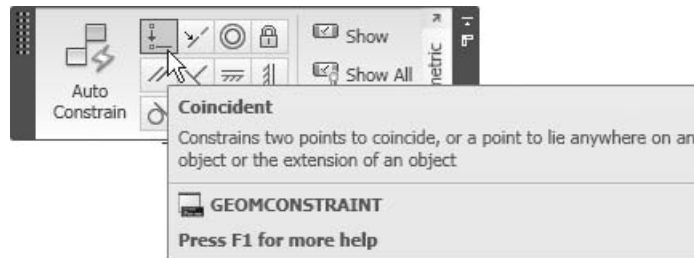 Show
Auto
Constrain
Show All
metric
Coincident
Constrains two points to coincide, or a point to lie anywhere on an
object or the extension of an object
GEOMCONSTRAINT
Press F1 for more help